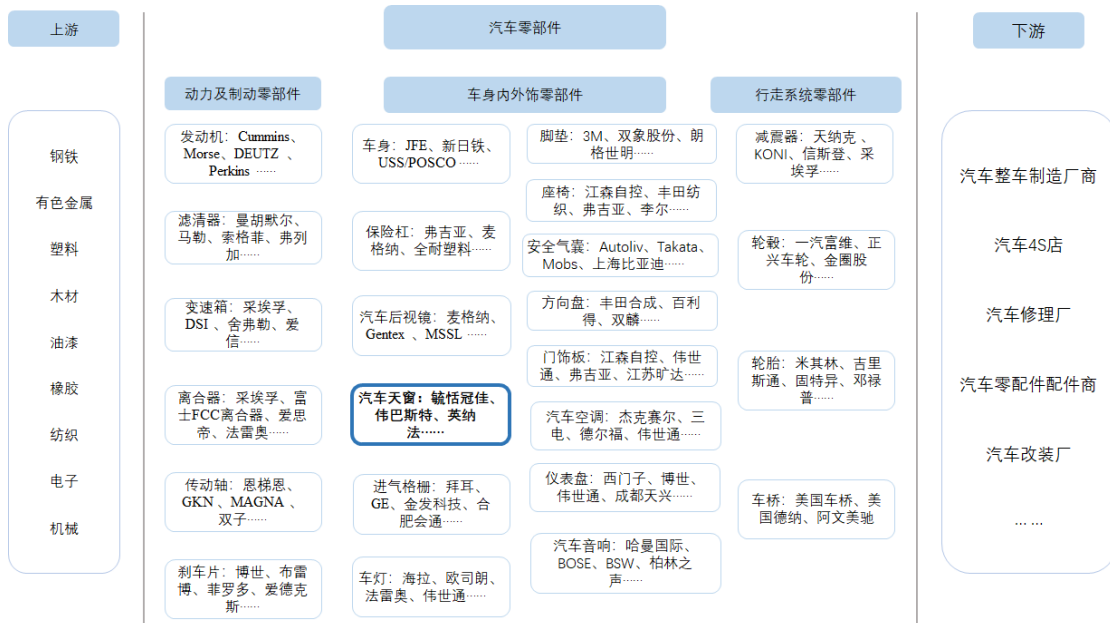 上游
钢铁
有色金属
塑料
木材
油漆
橡胶
纺织
电子
机械
汽车零部件
动力及制动零部件
发动机：Cummins、
Morse、DEUTZ 、
Perkins ……
滤清器：曼胡默尔、
马勒、索格菲、弗列
加……
变速箱：采埃孚、
DSI 、舍弗勒、爱
信……
离合器：采埃孚、富
士FCC离合器、爱思
帝、法雷奥……
传动轴：恩梯恩、
GKN 、MAGNA 、
双子……
刹车片：博世、布雷
博、菲罗多、爱德克
斯……
车身内外饰零部件
车身：JFE、新日铁、
USS/POSCO ……
保险杠：弗吉亚、麦
格纳、全耐塑料……
汽车后视镜：麦格纳、
Gentex 、MSSL ……
汽车天窗：毓恬冠佳、
伟巴斯特、英纳
法……
进气格栅：拜耳、
GE、金发科技、合
肥会通……
车灯：海拉、欧司朗、
法雷奥、伟世通……
脚垫：3M、双象股份、朗
格世明……
座椅：江森自控、丰田纺
织、弗吉亚、李尔……
安全气囊：Autoliv、Takata、
Mobs、上海比亚迪……
方向盘：丰田合成、百利
得、双麟……
门饰板：江森自控、伟世
通、弗吉亚、江苏旷达……
汽车空调：杰克赛尔、三
电、德尔福、伟世通……
仪表盘：西门子、博世、
伟世通、成都天兴……
汽车音响：哈曼国际、
BOSE、BSW、柏林之
声……
行走系统零部件
减震器：天纳克 、
KONI、信斯登、采
埃孚……
轮毂：一汽富维、正
兴车轮、金圈股
份……
轮胎：米其林、吉里
斯通、固特异、邓禄
普……
车桥：美国车桥、美
国德纳、阿文美驰
下游
汽车整车制造厂商
汽车4S店
汽车修理厂
汽车零配件配件商
汽车改装厂
… …